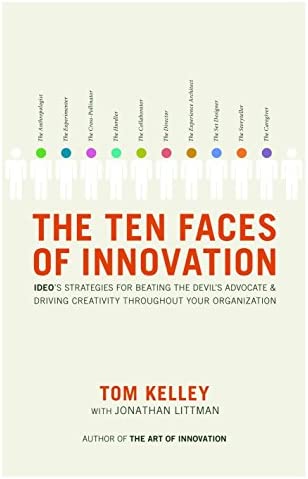 The Anthropologist
The Experimenter
The Cross-Pollinator
The Hurdler
The Collaborator
The Director
The Experience Architect
The Set Designer
The Storyteller
The Caregiver
THE TEN FACES
OF INNOVATION
IDEO'S STRATEGIES FOR BEATING THE DEVIL'S ADVOCATE &
DRIVING CREATIVITY THROUGHOUT YOUR ORGANIZATION
TOM KELLEY
WITH JONATHAN LITTMAN
AUTHOR OF THE ART OF INNOVATION